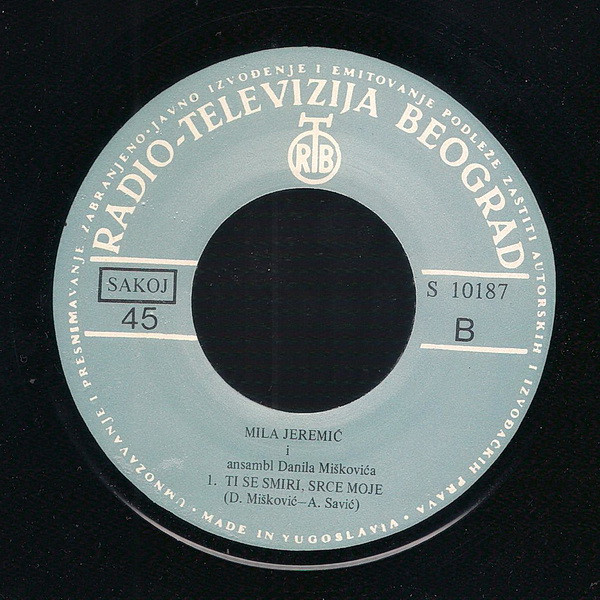 UMNOŽAVANJE I PRESNIMAVANJE ZABRANJENO · JAVNO IZVOĐENJE I EMITOVANJE PODLEŽE ZAŠTITI AUTORSKIH I IZVOĐAČKIH PRAVA ·
RADIO-TELEVIZIJA BEOGRAD
RTB
SAKOJ
45
S 10187
B
MILA JEREMIĆ
i
ansambl Danila Miškovića
1. TI SE SMIRI, SRCE MOJE
(D. Mišković—A. Savić)
· MADE IN YUGOSLAVIA ·